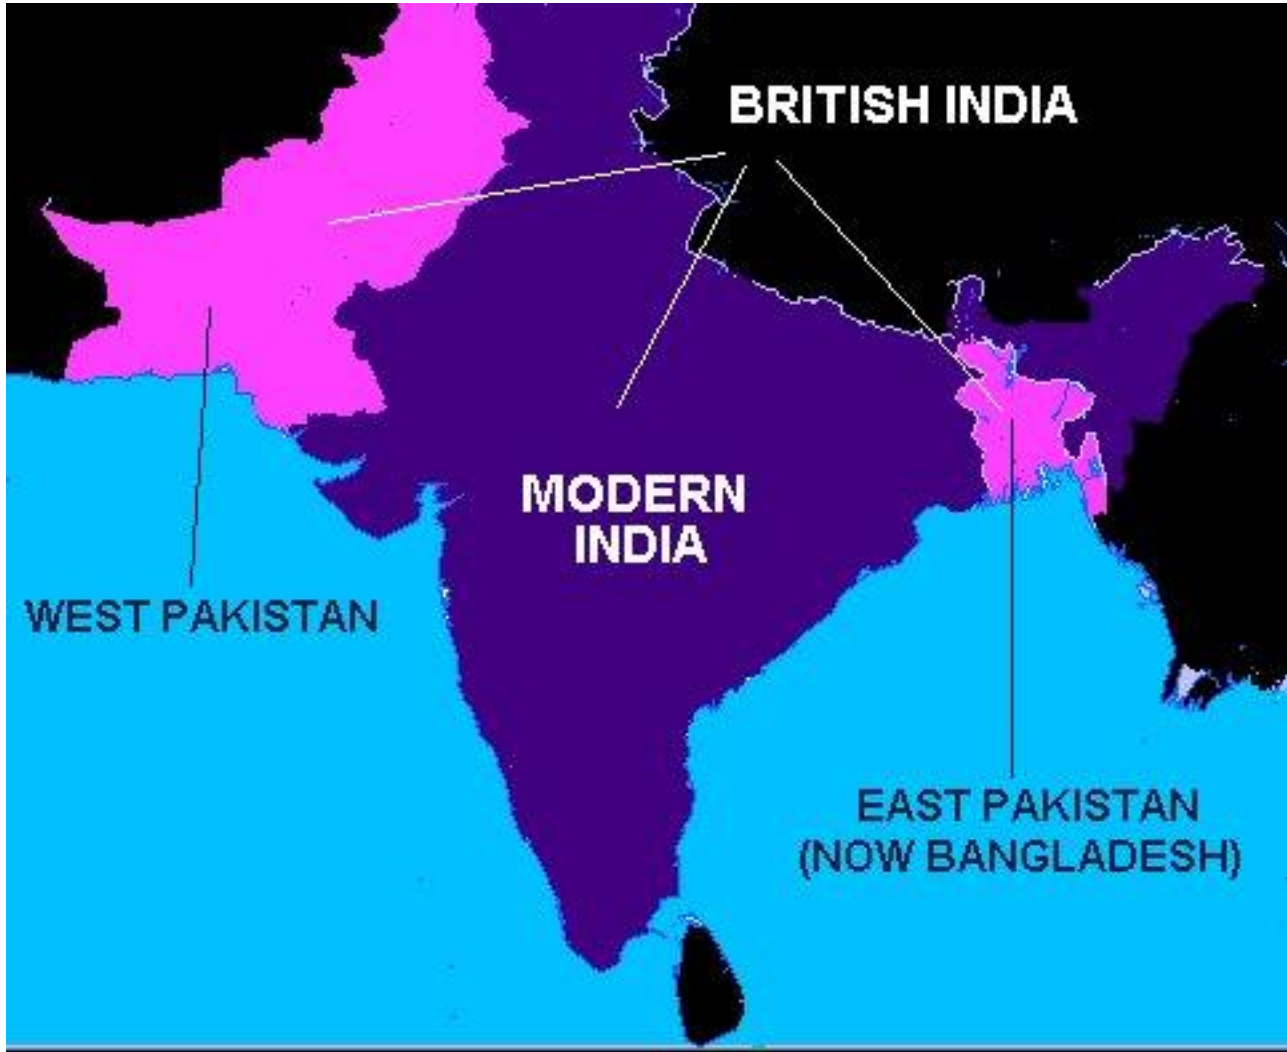 BRITISH INDIA
MODERN
INDIA
WEST PAKISTAN
EAST PAKISTAN
(NOW BANGLADESH)